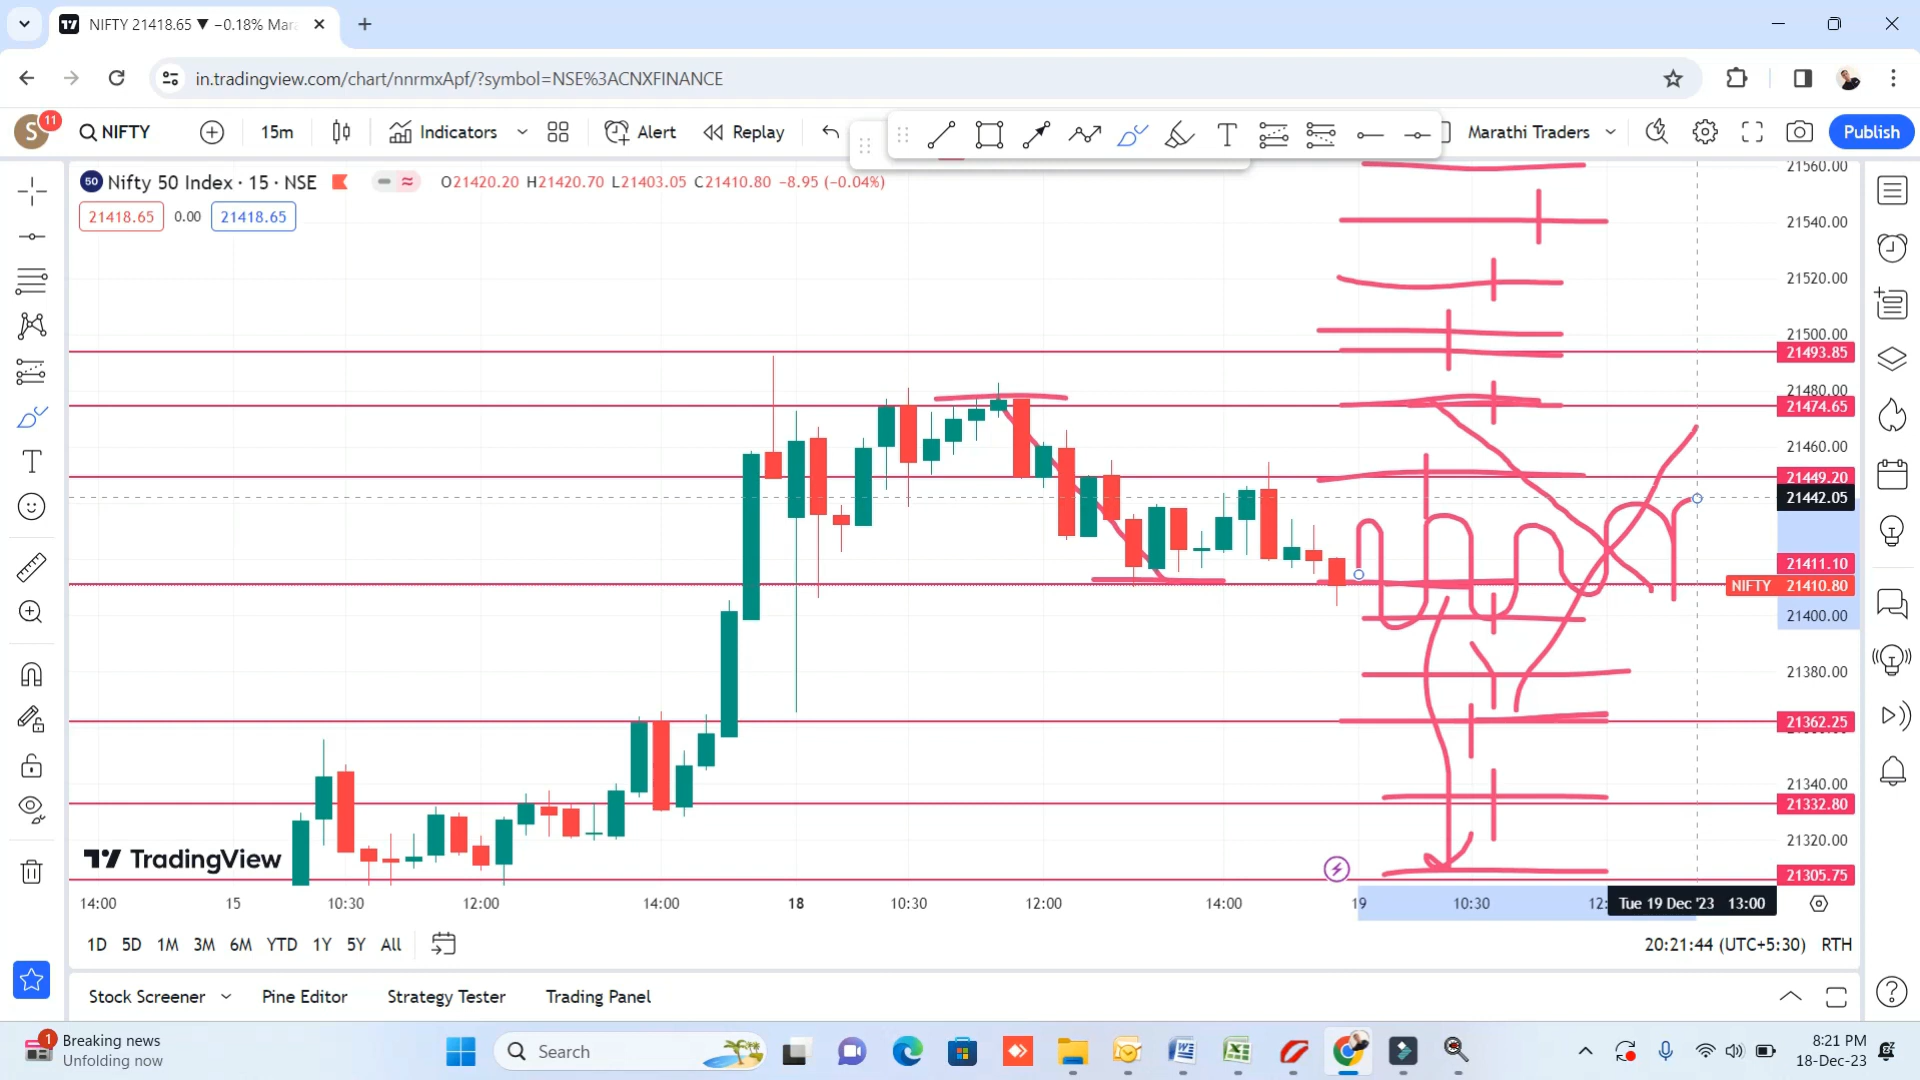 NIFTY 21418.65 ▼ −0.18% Mara
in.tradingview.com/chart/nnrmxApf/?symbol=NSE%3ACNXFINANCE
S
11
NIFTY
15m
Indicators
Alert
Replay
Marathi Traders
Publish
50 Nifty 50 Index · 15 · NSE
O21420.20 H21420.70 L21403.05 C21410.80 −8.95 (−0.04%)
21418.65 0.00 21418.65
21560.00
21540.00
21520.00
21500.00
21493.85
21480.00
21474.65
21460.00
21449.20
21442.05
21411.10
NIFTY 21410.80
21400.00
21380.00
21362.25
21340.00
21332.80
21320.00
21305.75
TradingView
14:00 15 10:30 12:00 14:00 18 10:30 12:00 14:00 19 10:30 12: Tue 19 Dec '23 13:00
1D 5D 1M 3M 6M YTD 1Y 5Y All
20:21:44 (UTC+5:30) RTH
Stock Screener Pine Editor Strategy Tester Trading Panel
1
Breaking news
Unfolding now
Search
8:21 PM
18-Dec-23